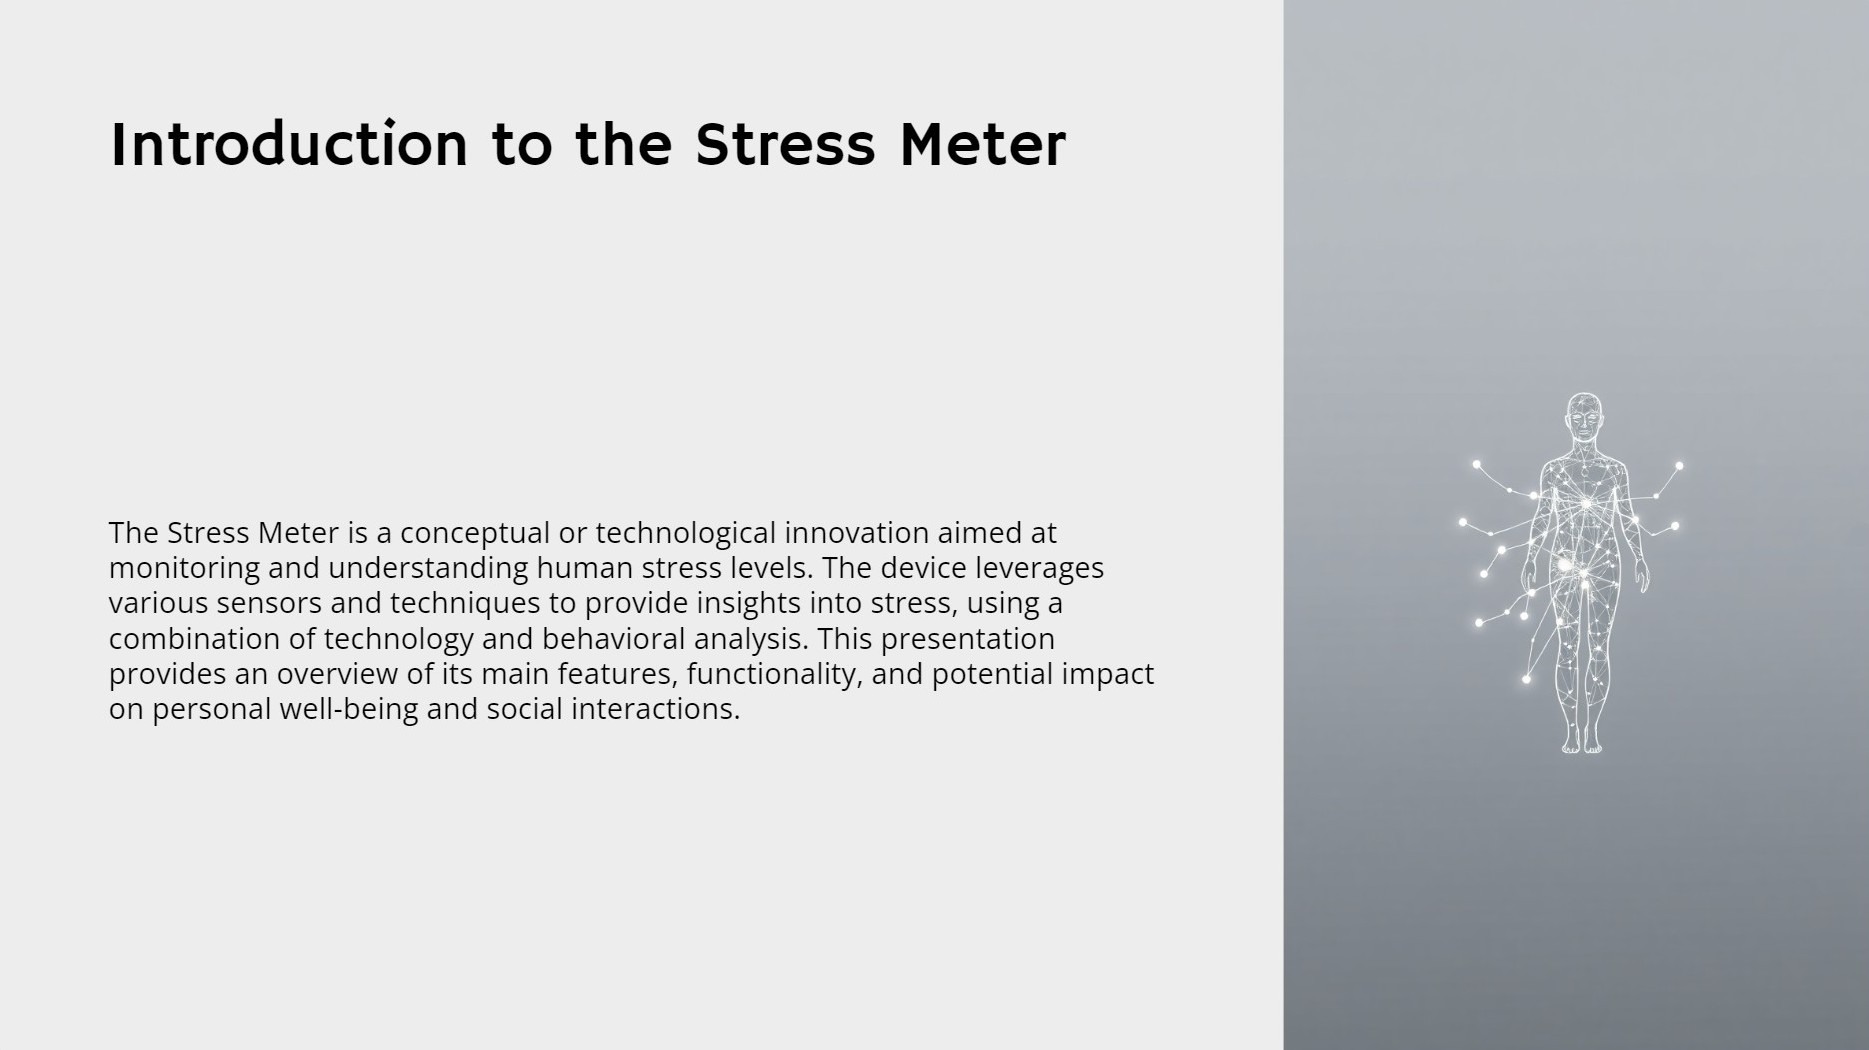 Introduction to the Stress Meter
The Stress Meter is a conceptual or technological innovation aimed at
monitoring and understanding human stress levels. The device leverages
various sensors and techniques to provide insights into stress, using a
combination of technology and behavioral analysis. This presentation
provides an overview of its main features, functionality, and potential impact
on personal well-being and social interactions.